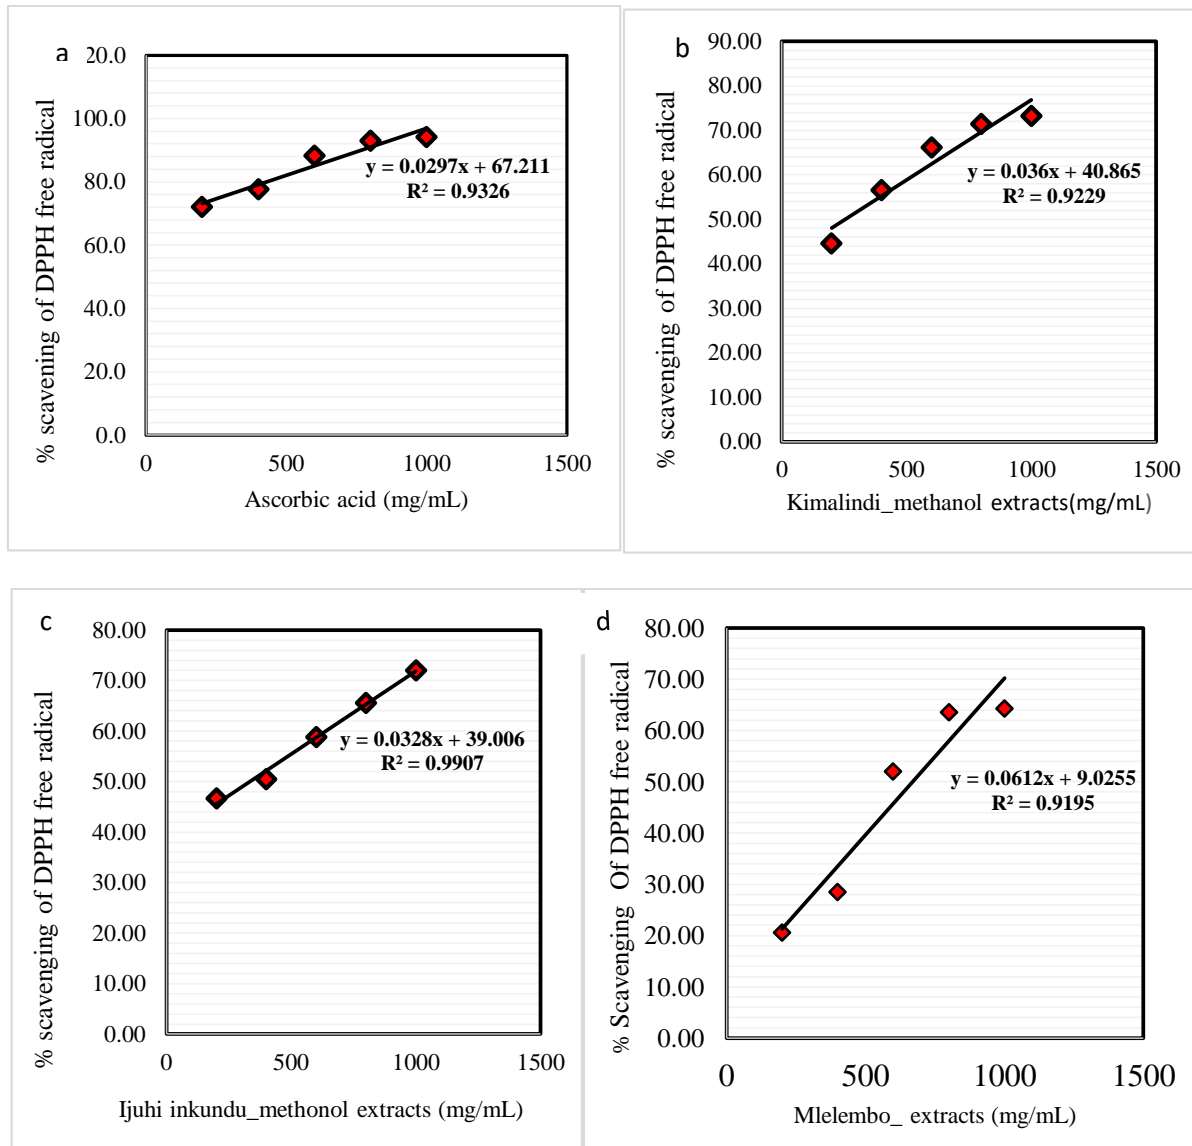 a
20.0
100.0
80.0
60.0
40.0
20.0
0.0
0
500
1000
1500
% scavening of DPPH free radical
Ascorbic acid (mg/mL)
y = 0.0297x + 67.211
R² = 0.9326
b
90.00
80.00
70.00
60.00
50.00
40.00
30.00
20.00
10.00
0.00
0
500
1000
1500
% scavenging of DPPH free radical
Kimalindi_methanol extracts(mg/mL)
y = 0.036x + 40.865
R² = 0.9229
c
80.00
70.00
60.00
50.00
40.00
30.00
20.00
10.00
0.00
0
500
1000
1500
% scavenging of DPPH free radical
Ijuhi inkundu_methonol extracts (mg/mL)
y = 0.0328x + 39.006
R² = 0.9907
d
80.00
70.00
60.00
50.00
40.00
30.00
20.00
10.00
0.00
0
500
1000
1500
% Scavenging Of DPPH free radical
Mlelembo_ extracts (mg/mL)
y = 0.0612x + 9.0255
R² = 0.9195